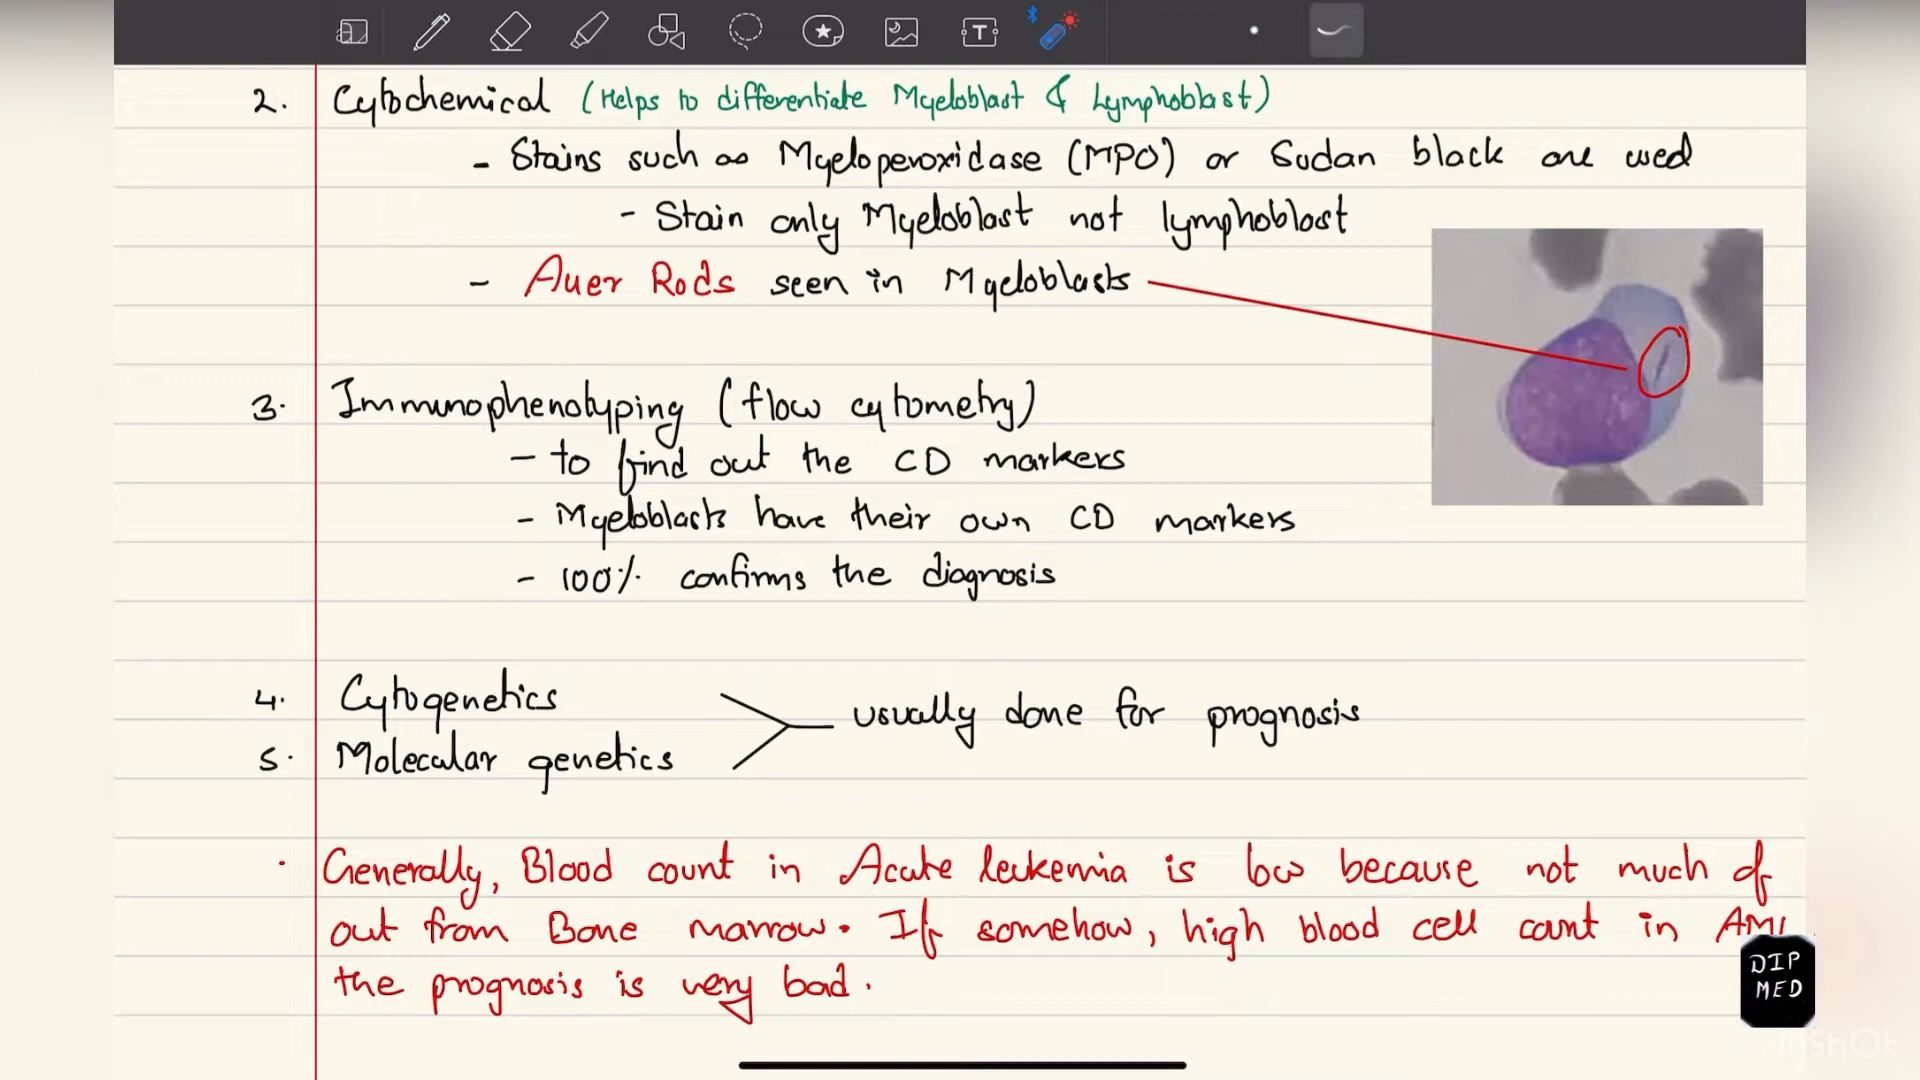 2. Cytochemical (Helps to differentiate Myeloblast & Lymphoblast)
- Stains such as Myeloperoxidase (MPO) or Sudan black are used
- Stain only Myeloblast not lymphoblast
- Auer Rods seen in Myeloblasts
3. Immunophenotyping (flow cytometry)
- to find out the CD markers
- Myeloblasts have their own CD markers
- 100% confirms the diagnosis
4. Cytogenetics
usually done for prognosis
5. Molecular genetics
· Generally, Blood count in Acute leukemia is low because not much of
out from Bone marrow. If somehow, high blood cell count in AML
the prognosis is very bad.
DIP
MED
InShOt